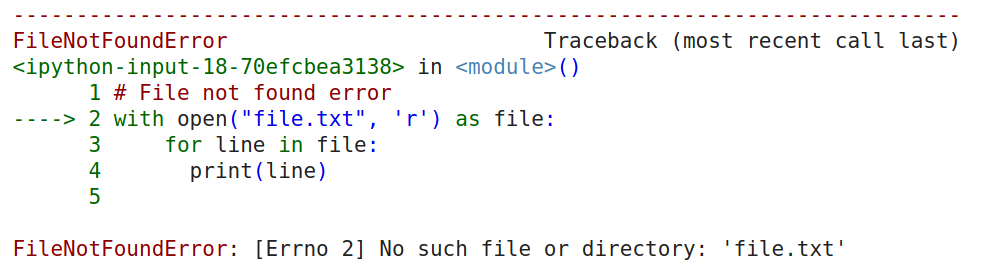 ---------------------------------------------------------------------------
FileNotFoundError                         Traceback (most recent call last)
<ipython-input-18-70efcbea3138> in <module>()
      1 # File not found error
----> 2 with open("file.txt", 'r') as file:
      3     for line in file:
      4       print(line)
      5
FileNotFoundError: [Errno 2] No such file or directory: 'file.txt'